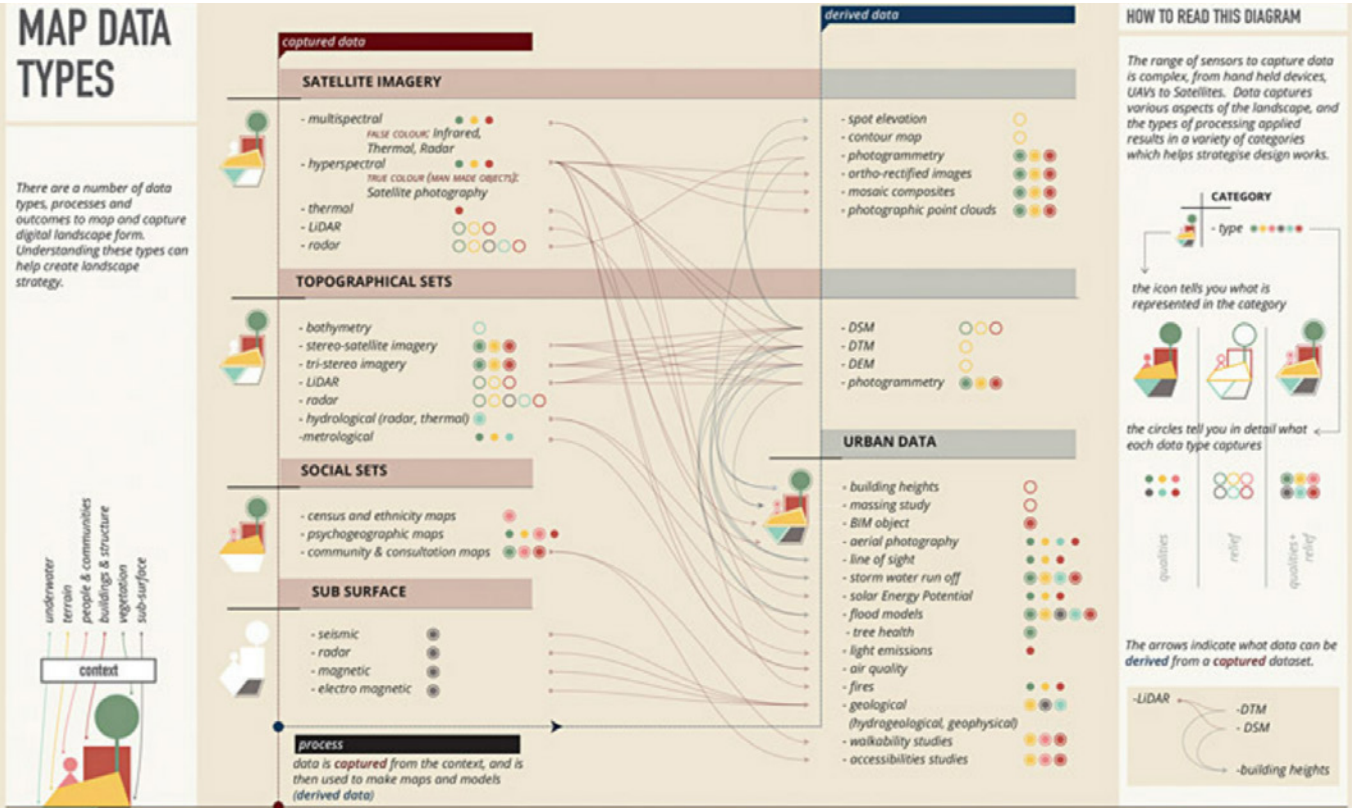 MAP DATA
TYPES
There are a number of data
types, processes and
outcomes to map and capture
digital landscape form.
Understanding these types can
help create landscape
strategy.
underwater
terrain
people & communities
buildings & structure
vegetation
sub-surface
context
captured data
SATELLITE IMAGERY
- multispectral
FALSE COLOUR: Infrared,
Thermal, Radar
- hyperspectral
TRUE COLOUR (MAN MADE OBJECTS):
Satellite photography
- thermal
- LiDAR
- radar
TOPOGRAPHICAL SETS
- bathymetry
- stereo-satellite imagery
- tri-stereo imagery
- LiDAR
- radar
- hydrological (radar, thermal)
-metrological
SOCIAL SETS
- census and ethnicity maps
- psychogeographic maps
- community & consultation maps
SUB SURFACE
- seismic
- radar
- magnetic
- electro magnetic
process
data is captured from the context, and is
then used to make maps and models
(derived data)
derived data
- spot elevation
- contour map
- photogrammetry
- ortho-rectified images
- mosaic composites
- photographic point clouds
- DSM
- DTM
- DEM
- photogrammetry
URBAN DATA
- building heights
- massing study
- BIM object
- aerial photography
- line of sight
- storm water run off
- solar Energy Potential
- flood models
- tree health
- light emissions
- air quality
- fires
- geological
(hydrogeological, geophysical)
- walkability studies
- accessibilities studies
HOW TO READ THIS DIAGRAM
The range of sensors to capture data
is complex, from hand held devices,
UAVs to Satellites. Data captures
various aspects of the landscape, and
the types of processing applied
results in a variety of categories
which helps strategise design works.
CATEGORY
- type
the icon tells you what is
represented in the category
the circles tell you in detail what
each data type captures
qualities
relief
qualities+
relief
The arrows indicate what data can be
derived from a captured dataset.
-LiDAR
-DTM
- DSM
-building heights